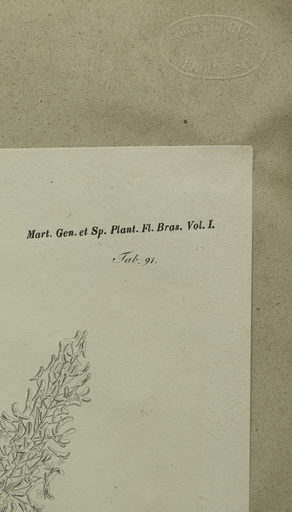 Mart. Gen. et Sp. Plant. Fl. Bras. Vol. I.
Tab. 91.